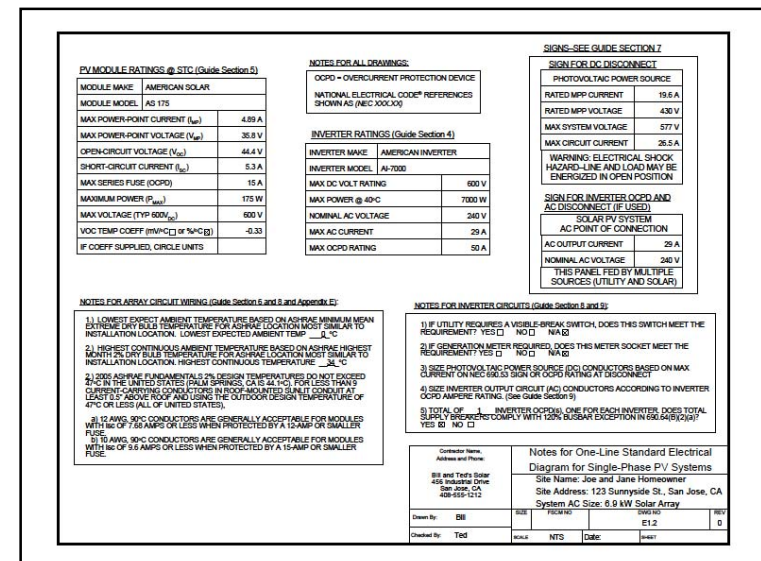 PV MODULE RATINGS @ STC (Guide Section 5)
MODULE MAKE AMERICAN SOLAR
MODULE MODEL AS 175
MAX POWER-POINT CURRENT (IMP) 4.89 A
MAX POWER-POINT VOLTAGE (VMP) 35.8 V
OPEN-CIRCUIT VOLTAGE (VOC) 44.4 V
SHORT-CIRCUIT CURRENT (ISC) 5.3 A
MAX SERIES FUSE (OCPD) 15 A
MAXIMUM POWER (PMAX) 175 W
MAX VOLTAGE (TYP 600VDC) 600 V
VOC TEMP COEFF (mV/ºC☐ or %/ºC☒) -0.33
IF COEFF SUPPLIED, CIRCLE UNITS
NOTES FOR ALL DRAWINGS:
OCPD = OVERCURRENT PROTECTION DEVICE
NATIONAL ELECTRICAL CODE® REFERENCES
SHOWN AS (NEC XXX.XX)
INVERTER RATINGS (Guide Section 4)
INVERTER MAKE AMERICAN INVERTER
INVERTER MODEL AI-7000
MAX DC VOLT RATING 600 V
MAX POWER @ 40ºC 7000 W
NOMINAL AC VOLTAGE 240 V
MAX AC CURRENT 29 A
MAX OCPD RATING 50 A
SIGNS–SEE GUIDE SECTION 7
SIGN FOR DC DISCONNECT
PHOTOVOLTAIC POWER SOURCE
RATED MPP CURRENT 19.6 A
RATED MPP VOLTAGE 430 V
MAX SYSTEM VOLTAGE 577 V
MAX CIRCUIT CURRENT 26.5 A
WARNING: ELECTRICAL SHOCK
HAZARD–LINE AND LOAD MAY BE
ENERGIZED IN OPEN POSITION
SIGN FOR INVERTER OCPD AND
AC DISCONNECT (IF USED)
SOLAR PV SYSTEM
AC POINT OF CONNECTION
AC OUTPUT CURRENT 29 A
NOMINAL AC VOLTAGE 240 V
THIS PANEL FED BY MULTIPLE
SOURCES (UTILITY AND SOLAR)
NOTES FOR ARRAY CIRCUIT WIRING (Guide Section 6 and 8 and Appendix E):
1.) LOWEST EXPECT AMBIENT TEMPERATURE BASED ON ASHRAE MINIMUM MEAN
EXTREME DRY BULB TEMPERATURE FOR ASHRAE LOCATION MOST SIMILAR TO
INSTALLATION LOCATION. LOWEST EXPECTED AMBIENT TEMP 0 ºC
2.) HIGHEST CONTINUOUS AMBIENT TEMPERATURE BASED ON ASHRAE HIGHEST
MONTH 2% DRY BULB TEMPERATURE FOR ASHRAE LOCATION MOST SIMILAR TO
INSTALLATION LOCATION. HIGHEST CONTINUOUS TEMPERATURE 34 ºC
2.) 2005 ASHRAE FUNDAMENTALS 2% DESIGN TEMPERATURES DO NOT EXCEED
47ºC IN THE UNITED STATES (PALM SPRINGS, CA IS 44.1ºC). FOR LESS THAN 9
CURRENT-CARRYING CONDUCTORS IN ROOF-MOUNTED SUNLIT CONDUIT AT
LEAST 0.5" ABOVE ROOF AND USING THE OUTDOOR DESIGN TEMPERATURE OF
47ºC OR LESS (ALL OF UNITED STATES),
a) 12 AWG, 90ºC CONDUCTORS ARE GENERALLY ACCEPTABLE FOR MODULES
WITH Isc OF 7.68 AMPS OR LESS WHEN PROTECTED BY A 12-AMP OR SMALLER
FUSE.
b) 10 AWG, 90ºC CONDUCTORS ARE GENERALLY ACCEPTABLE FOR MODULES
WITH Isc OF 9.6 AMPS OR LESS WHEN PROTECTED BY A 15-AMP OR SMALLER
FUSE.
NOTES FOR INVERTER CIRCUITS (Guide Section 8 and 9):
1) IF UTILITY REQUIRES A VISIBLE-BREAK SWITCH, DOES THIS SWITCH MEET THE
REQUIREMENT? YES ☐ NO ☐ N/A ☒
2) IF GENERATION METER REQUIRED, DOES THIS METER SOCKET MEET THE
REQUIREMENT? YES ☐ NO ☐ N/A ☒
3) SIZE PHOTOVOLTAIC POWER SOURCE (DC) CONDUCTORS BASED ON MAX
CURRENT ON NEC 690.53 SIGN OR OCPD RATING AT DISCONNECT
4) SIZE INVERTER OUTPUT CIRCUIT (AC) CONDUCTORS ACCORDING TO INVERTER
OCPD AMPERE RATING. (See Guide Section 9)
5) TOTAL OF 1 INVERTER OCPD(s), ONE FOR EACH INVERTER. DOES TOTAL
SUPPLY BREAKERS COMPLY WITH 120% BUSBAR EXCEPTION IN 690.64(B)(2)(a)?
YES ☒ NO ☐
Contractor Name,
Address and Phone:
Bill and Ted's Solar
456 Industrial Drive
San Jose, CA
408-555-1212
Drawn By: Bill
Checked By: Ted
Notes for One-Line Standard Electrical
Diagram for Single-Phase PV Systems
Site Name: Joe and Jane Homeowner
Site Address: 123 Sunnyside St., San Jose, CA
System AC Size: 6.9 kW Solar Array
SIZE FSCM NO DWG NO REV
E1.2 0
SCALE NTS Date: SHEET